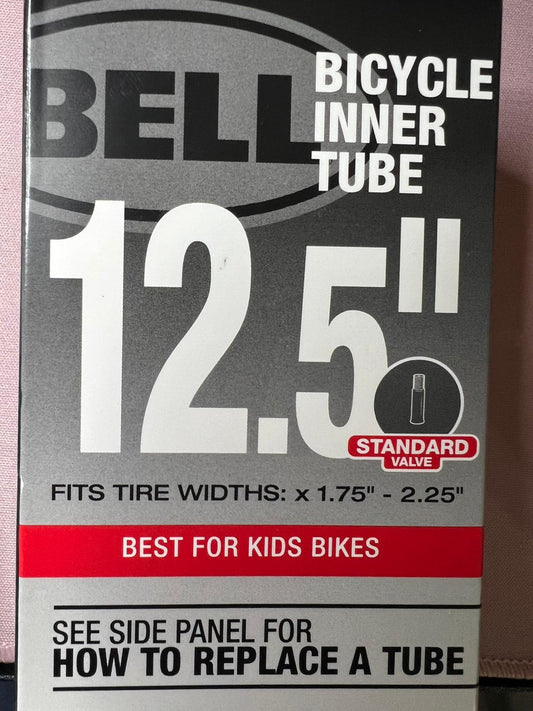 BELL
BICYCLE
INNER
TUBE
12.5"
STANDARD
VALVE
FITS TIRE WIDTHS: x 1.75" - 2.25"
BEST FOR KIDS BIKES
SEE SIDE PANEL FOR
HOW TO REPLACE A TUBE